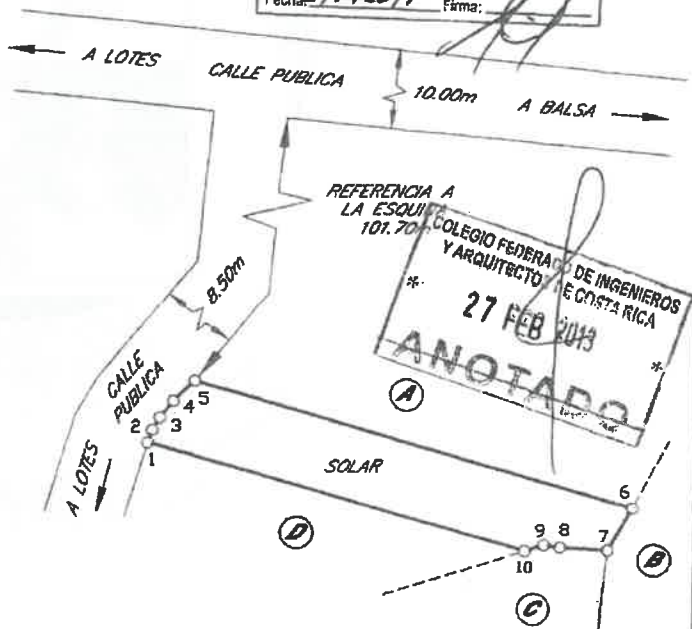 Fecha: Firma:
A LOTES
CALLE PUBLICA
10.00m
A BALSA
REFERENCIA A
LA ESQUINA
101.70m
COLEGIO FEDERADO DE INGENIEROS
Y ARQUITECTOS DE COSTA RICA
* 27 FEB 2013 *
ANOTADO
8.50m
CALLE
PUBLICA
A LOTES
A
5
4
3
2
1
SOLAR
6
D
9 8 7
10
B
C